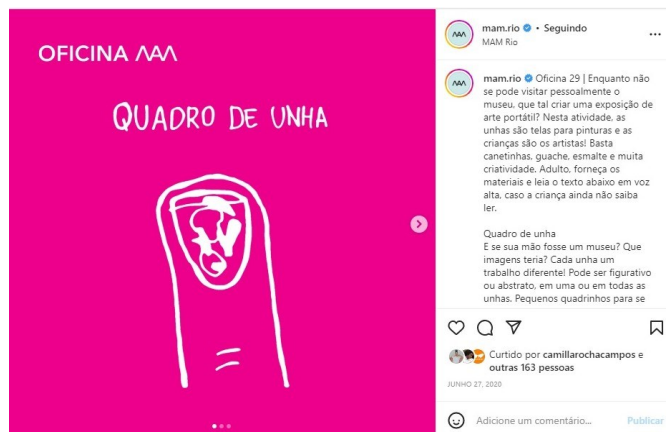 OFICINA MAM
QUADRO DE UNHA
mam.rio • Seguindo
MAM Rio
mam.rio Oficina 29 | Enquanto não
se pode visitar pessoalmente o
museu, que tal criar uma exposição de
arte portátil? Nesta atividade, as
unhas são telas para pinturas e as
crianças são os artistas! Basta
canetinhas, guache, esmalte e muita
criatividade. Adulto, forneça os
materiais e leia o texto abaixo em voz
alta, caso a criança ainda não saiba
ler.
Quadro de unha
E se sua mão fosse um museu? Que
imagens teria? Cada unha um
trabalho diferente! Pode ser figurativo
ou abstrato, em uma ou em todas as
unhas. Pequenos quadrinhos para se
Curtido por camillarochacampos e
outras 163 pessoas
JUNHO 27, 2020
Adicione um comentário... Publicar